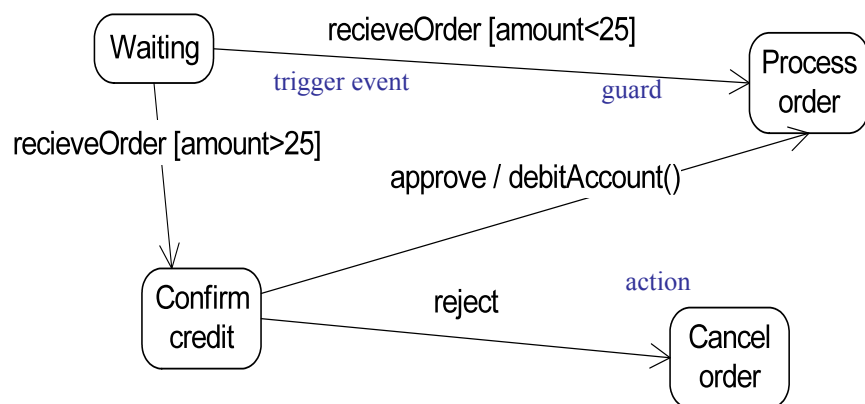 Waiting
recieveOrder [amount<25]
trigger event
guard
Process
order
recieveOrder [amount>25]
approve / debitAccount()
Confirm
credit
reject
action
Cancel
order